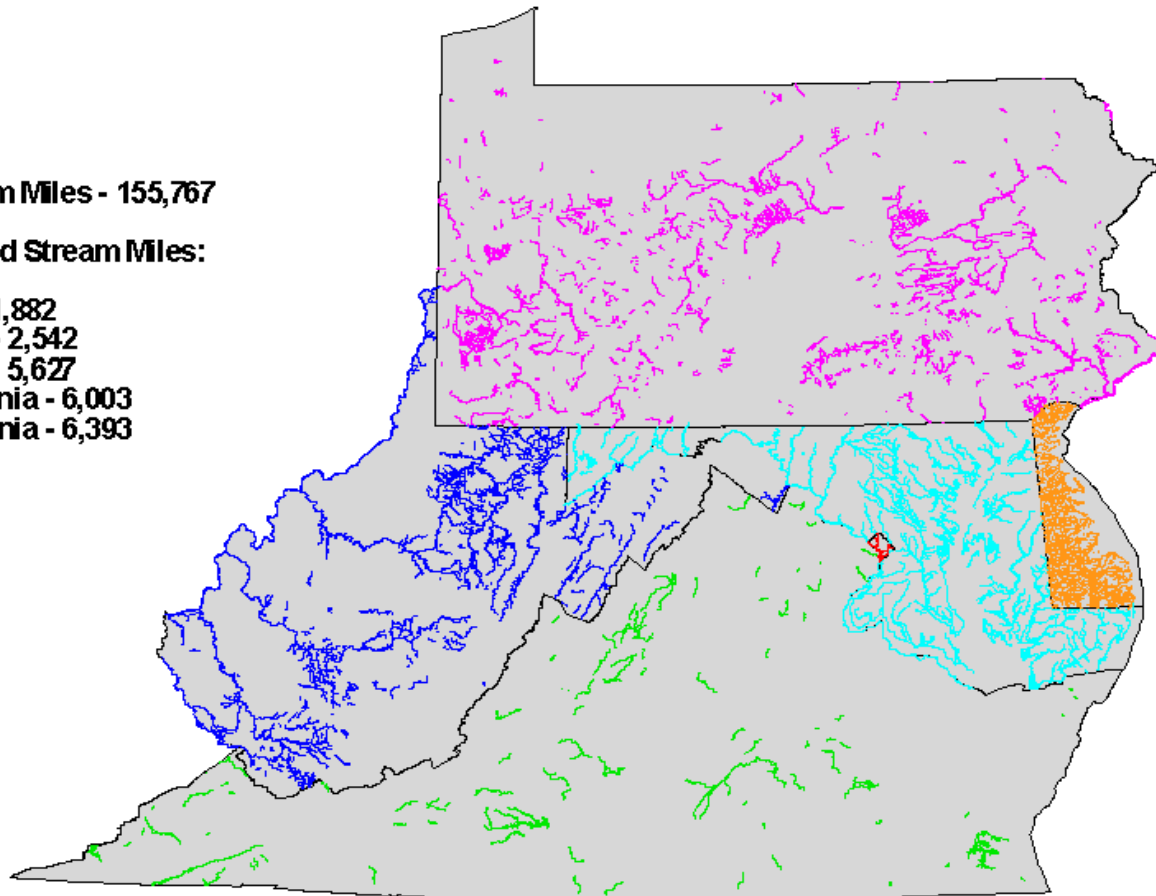 m Miles - 155,767
d Stream Miles:
,882
2,542
5,627
nia - 6,003
nia - 6,393